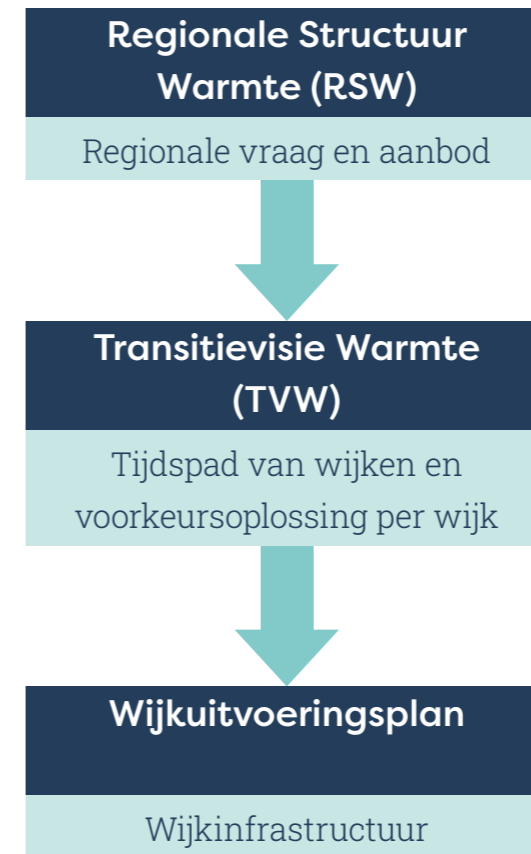 Regionale Structuur
Warmte (RSW)
Regionale vraag en aanbod
Transitievisie Warmte
(TVW)
Tijdspad van wijken en
voorkeursoplossing per wijk
Wijkuitvoeringsplan
Wijkinfrastructuur